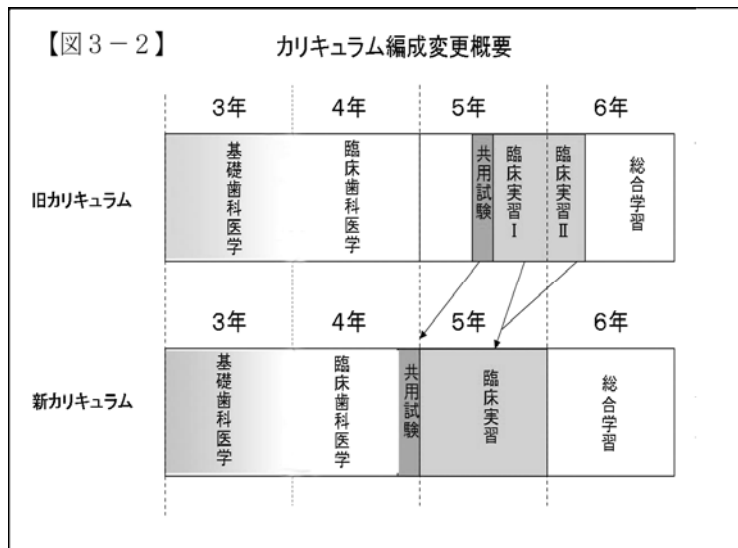 【図3-2】 カリキュラム編成変更概要
3年 4年 5年 6年
旧カリキュラム
基礎歯科医学
臨床歯科医学
共用試験
臨床実習Ⅰ
臨床実習Ⅱ
総合学習
3年 4年 5年 6年
新カリキュラム
基礎歯科医学
臨床歯科医学
共用試験
臨床実習
総合学習